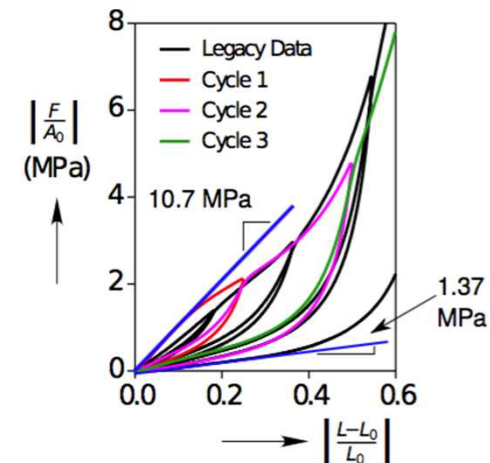 8
6
4
2
0
0.0 0.2 0.4 0.6
|F/A₀|
(MPa)
Legacy Data
Cycle 1
Cycle 2
Cycle 3
10.7 MPa
1.37
MPa
|L–L₀/L₀|